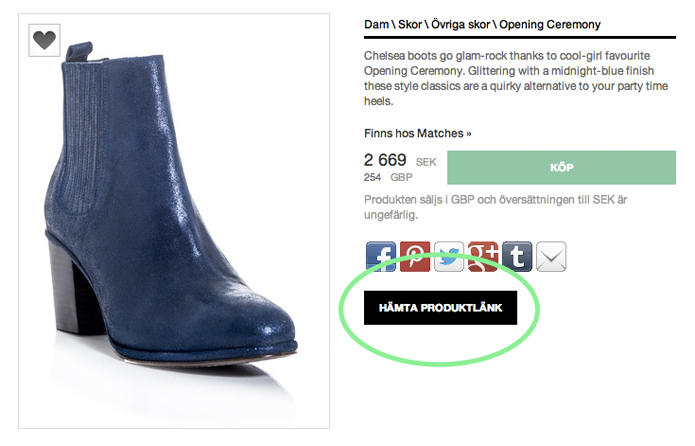 Dam \ Skor \ Övriga skor \ Opening Ceremony
Chelsea boots go glam-rock thanks to cool-girl favourite
Opening Ceremony. Glittering with a midnight-blue finish
these style classics are a quirky alternative to your party time
heels.
Finns hos Matches »
2 669 SEK
254 GBP
KÖP
Produkten säljs i GBP och översättningen till SEK är
ungefärlig.
f P g+ t
HÄMTA PRODUKTLÄNK